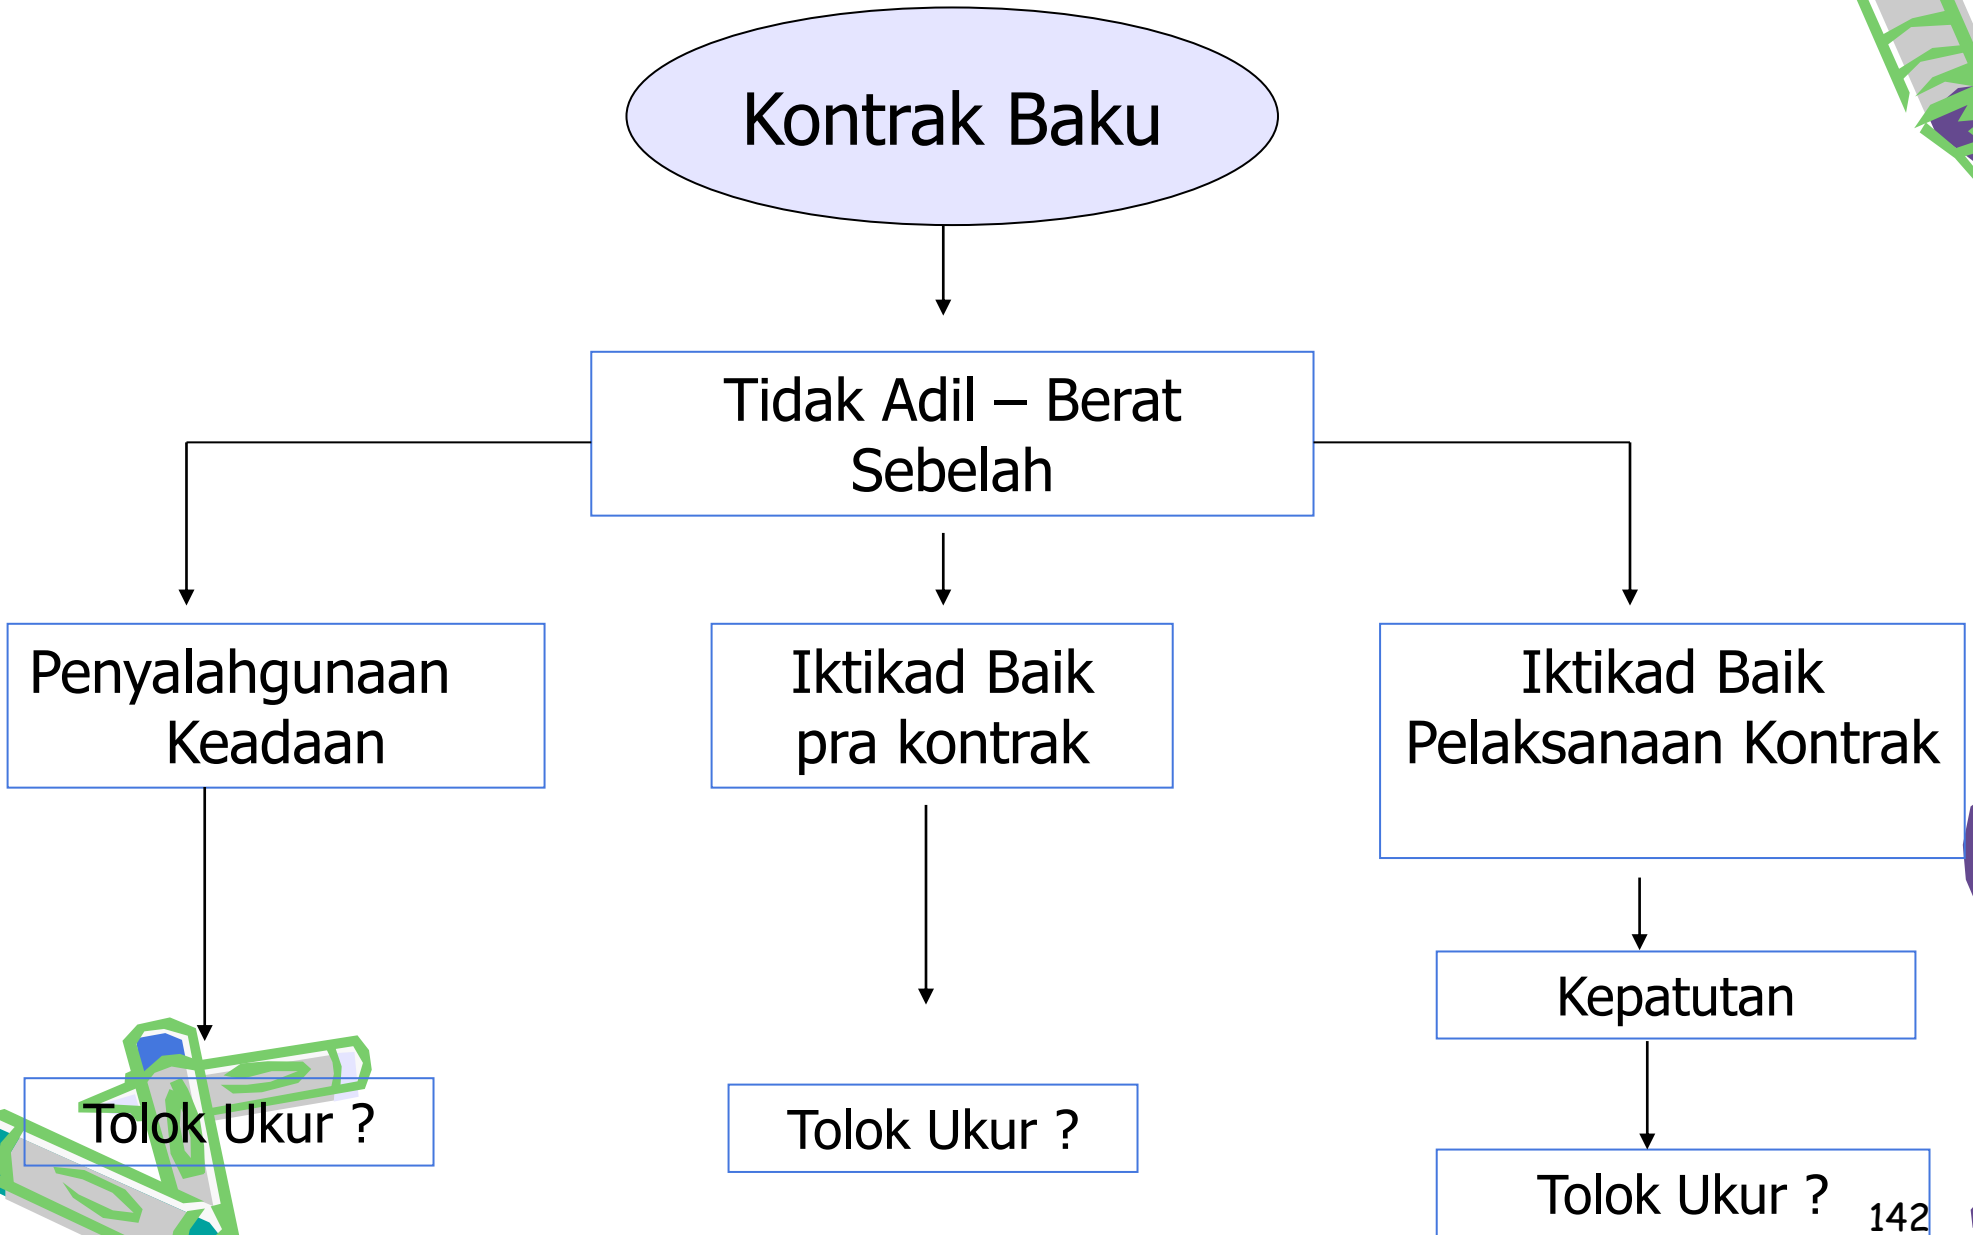 Kontrak Baku
Tidak Adil – Berat
Sebelah
Penyalahgunaan
Keadaan
Iktikad Baik
pra kontrak
Iktikad Baik
Pelaksanaan Kontrak
Kepatutan
Tolok Ukur ?
Tolok Ukur ?
Tolok Ukur ?
142